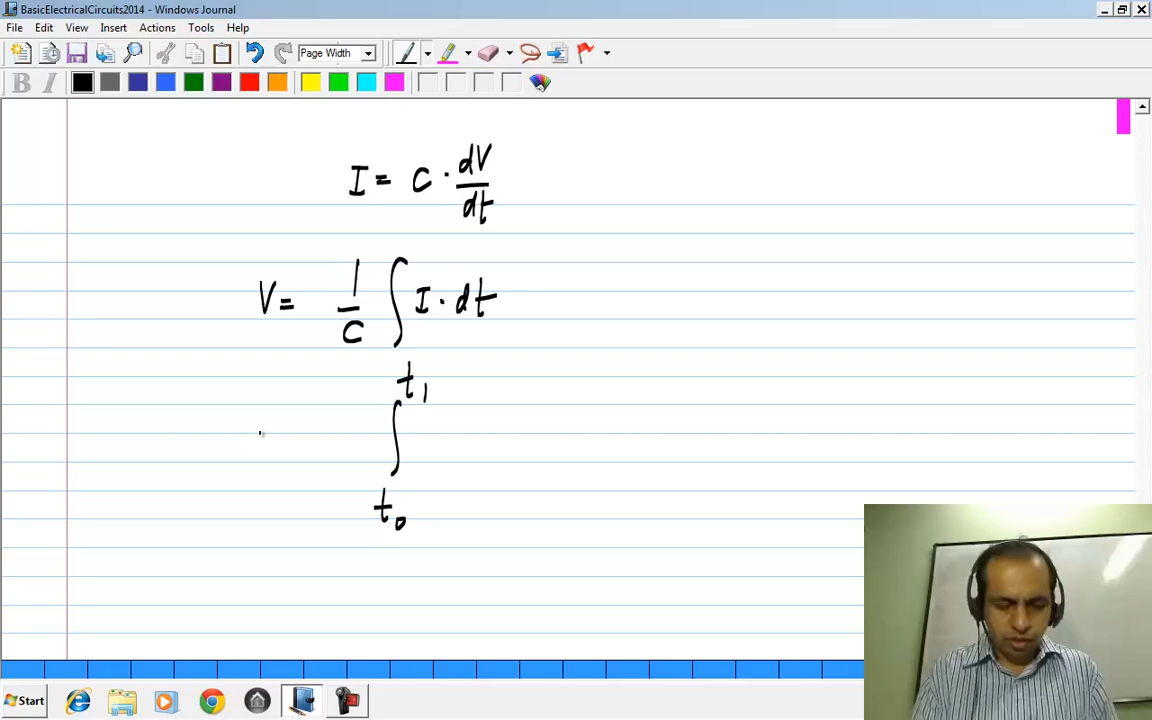 BasicElectricalCircuits2014 - Windows Journal
File Edit View Insert Actions Tools Help
Page Width
B I
I = C · dV/dt
V = 1/C ∫ I · dt
t1
∫
t0
Start